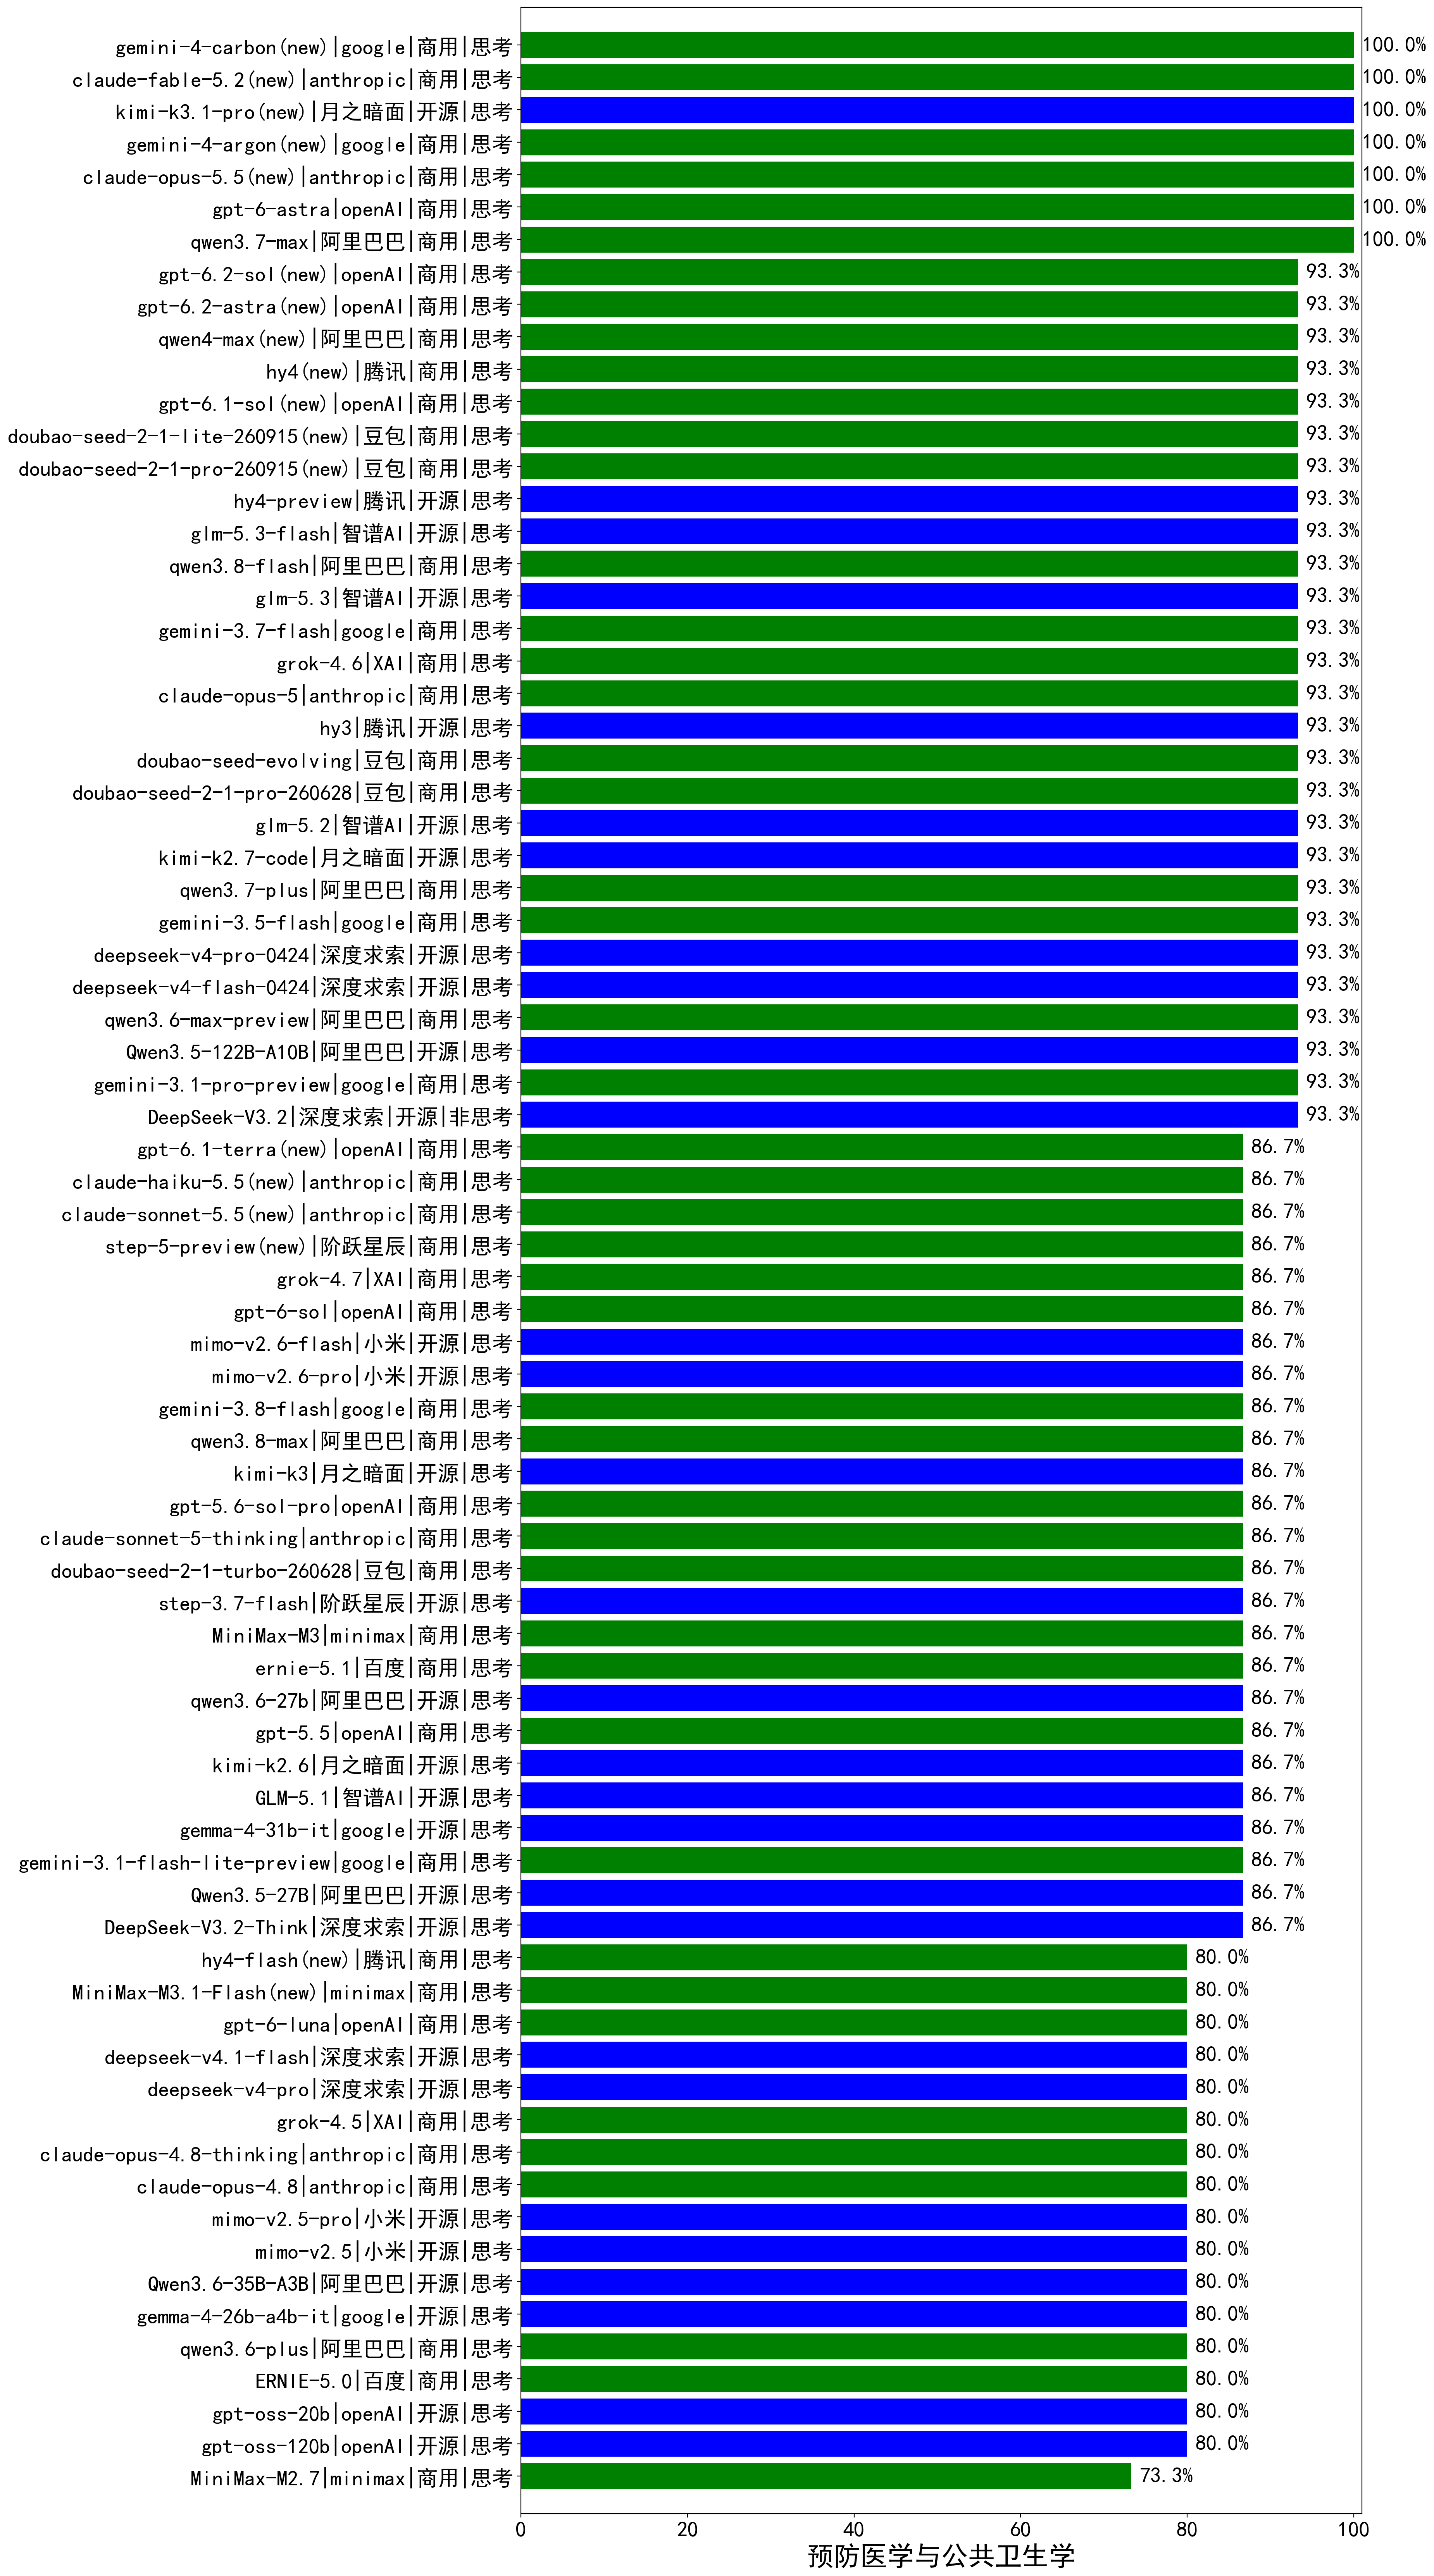 gemini-4-carbon(new)|google|商用|思考 100.0%
claude-fable-5.2(new)|anthropic|商用|思考 100.0%
kimi-k3.1-pro(new)|月之暗面|开源|思考 100.0%
gemini-4-argon(new)|google|商用|思考 100.0%
claude-opus-5.5(new)|anthropic|商用|思考 100.0%
gpt-6-astra|openAI|商用|思考 100.0%
qwen3.7-max|阿里巴巴|商用|思考 100.0%
gpt-6.2-sol(new)|openAI|商用|思考 93.3%
gpt-6.2-astra(new)|openAI|商用|思考 93.3%
qwen4-max(new)|阿里巴巴|商用|思考 93.3%
hy4(new)|腾讯|商用|思考 93.3%
gpt-6.1-sol(new)|openAI|商用|思考 93.3%
doubao-seed-2-1-lite-260915(new)|豆包|商用|思考 93.3%
doubao-seed-2-1-pro-260915(new)|豆包|商用|思考 93.3%
hy4-preview|腾讯|开源|思考 93.3%
glm-5.3-flash|智谱AI|开源|思考 93.3%
qwen3.8-flash|阿里巴巴|商用|思考 93.3%
glm-5.3|智谱AI|开源|思考 93.3%
gemini-3.7-flash|google|商用|思考 93.3%
grok-4.6|XAI|商用|思考 93.3%
claude-opus-5|anthropic|商用|思考 93.3%
hy3|腾讯|开源|思考 93.3%
doubao-seed-evolving|豆包|商用|思考 93.3%
doubao-seed-2-1-pro-260628|豆包|商用|思考 93.3%
glm-5.2|智谱AI|开源|思考 93.3%
kimi-k2.7-code|月之暗面|开源|思考 93.3%
qwen3.7-plus|阿里巴巴|商用|思考 93.3%
gemini-3.5-flash|google|商用|思考 93.3%
deepseek-v4-pro-0424|深度求索|开源|思考 93.3%
deepseek-v4-flash-0424|深度求索|开源|思考 93.3%
qwen3.6-max-preview|阿里巴巴|商用|思考 93.3%
Qwen3.5-122B-A10B|阿里巴巴|开源|思考 93.3%
gemini-3.1-pro-preview|google|商用|思考 93.3%
DeepSeek-V3.2|深度求索|开源|非思考 93.3%
gpt-6.1-terra(new)|openAI|商用|思考 86.7%
claude-haiku-5.5(new)|anthropic|商用|思考 86.7%
claude-sonnet-5.5(new)|anthropic|商用|思考 86.7%
step-5-preview(new)|阶跃星辰|商用|思考 86.7%
grok-4.7|XAI|商用|思考 86.7%
gpt-6-sol|openAI|商用|思考 86.7%
mimo-v2.6-flash|小米|开源|思考 86.7%
mimo-v2.6-pro|小米|开源|思考 86.7%
gemini-3.8-flash|google|商用|思考 86.7%
qwen3.8-max|阿里巴巴|商用|思考 86.7%
kimi-k3|月之暗面|开源|思考 86.7%
gpt-5.6-sol-pro|openAI|商用|思考 86.7%
claude-sonnet-5-thinking|anthropic|商用|思考 86.7%
doubao-seed-2-1-turbo-260628|豆包|商用|思考 86.7%
step-3.7-flash|阶跃星辰|开源|思考 86.7%
MiniMax-M3|minimax|商用|思考 86.7%
ernie-5.1|百度|商用|思考 86.7%
qwen3.6-27b|阿里巴巴|开源|思考 86.7%
gpt-5.5|openAI|商用|思考 86.7%
kimi-k2.6|月之暗面|开源|思考 86.7%
GLM-5.1|智谱AI|开源|思考 86.7%
gemma-4-31b-it|google|开源|思考 86.7%
gemini-3.1-flash-lite-preview|google|商用|思考 86.7%
Qwen3.5-27B|阿里巴巴|开源|思考 86.7%
DeepSeek-V3.2-Think|深度求索|开源|思考 86.7%
hy4-flash(new)|腾讯|商用|思考 80.0%
MiniMax-M3.1-Flash(new)|minimax|商用|思考 80.0%
gpt-6-luna|openAI|商用|思考 80.0%
deepseek-v4.1-flash|深度求索|开源|思考 80.0%
deepseek-v4-pro|深度求索|开源|思考 80.0%
grok-4.5|XAI|商用|思考 80.0%
claude-opus-4.8-thinking|anthropic|商用|思考 80.0%
claude-opus-4.8|anthropic|商用|思考 80.0%
mimo-v2.5-pro|小米|开源|思考 80.0%
mimo-v2.5|小米|开源|思考 80.0%
Qwen3.6-35B-A3B|阿里巴巴|开源|思考 80.0%
gemma-4-26b-a4b-it|google|开源|思考 80.0%
qwen3.6-plus|阿里巴巴|商用|思考 80.0%
ERNIE-5.0|百度|商用|思考 80.0%
gpt-oss-20b|openAI|开源|思考 80.0%
gpt-oss-120b|openAI|开源|思考 80.0%
MiniMax-M2.7|minimax|商用|思考 73.3%
0 20 40 60 80 100
预防医学与公共卫生学